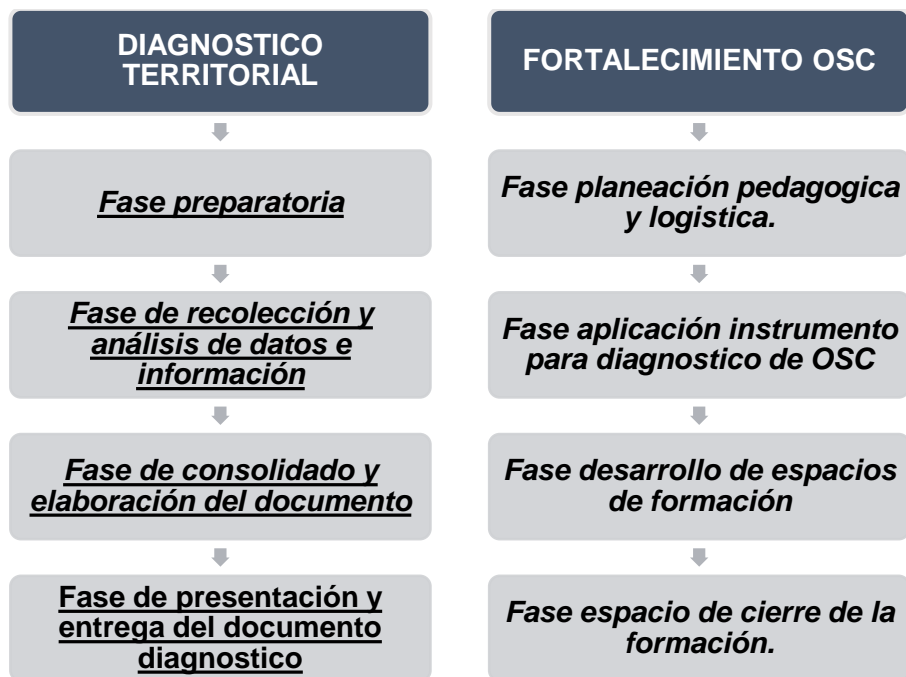 DIAGNOSTICO
TERRITORIAL
Fase preparatoria
Fase de recolección y
análisis de datos e
información
Fase de consolidado y
elaboración del documento
Fase de presentación y
entrega del documento
diagnostico
FORTALECIMIENTO OSC
Fase planeación pedagogica
y logistica.
Fase aplicación instrumento
para diagnostico de OSC
Fase desarrollo de espacios
de formación
Fase espacio de cierre de la
formación.